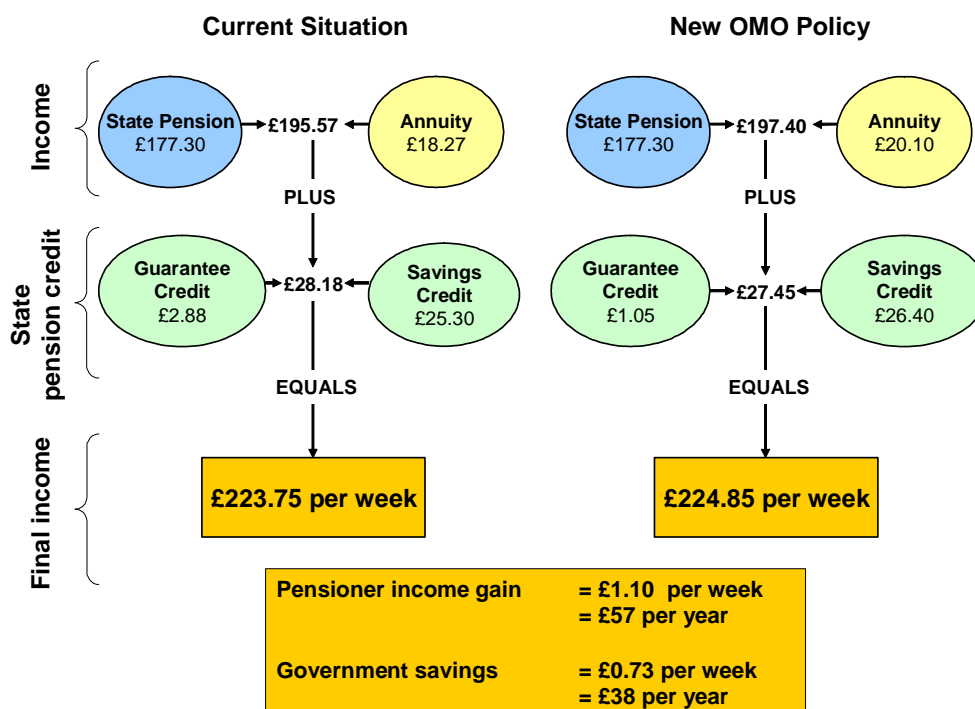 Current Situation
New OMO Policy
Income
State Pension
£177.30
£195.57
Annuity
£18.27
State Pension
£177.30
£197.40
Annuity
£20.10
PLUS
PLUS
State
pension credit
Guarantee
Credit
£2.88
£28.18
Savings
Credit
£25.30
Guarantee
Credit
£1.05
£27.45
Savings
Credit
£26.40
EQUALS
EQUALS
Final income
£223.75 per week
£224.85 per week
Pensioner income gain = £1.10 per week
= £57 per year
Government savings = £0.73 per week
= £38 per year